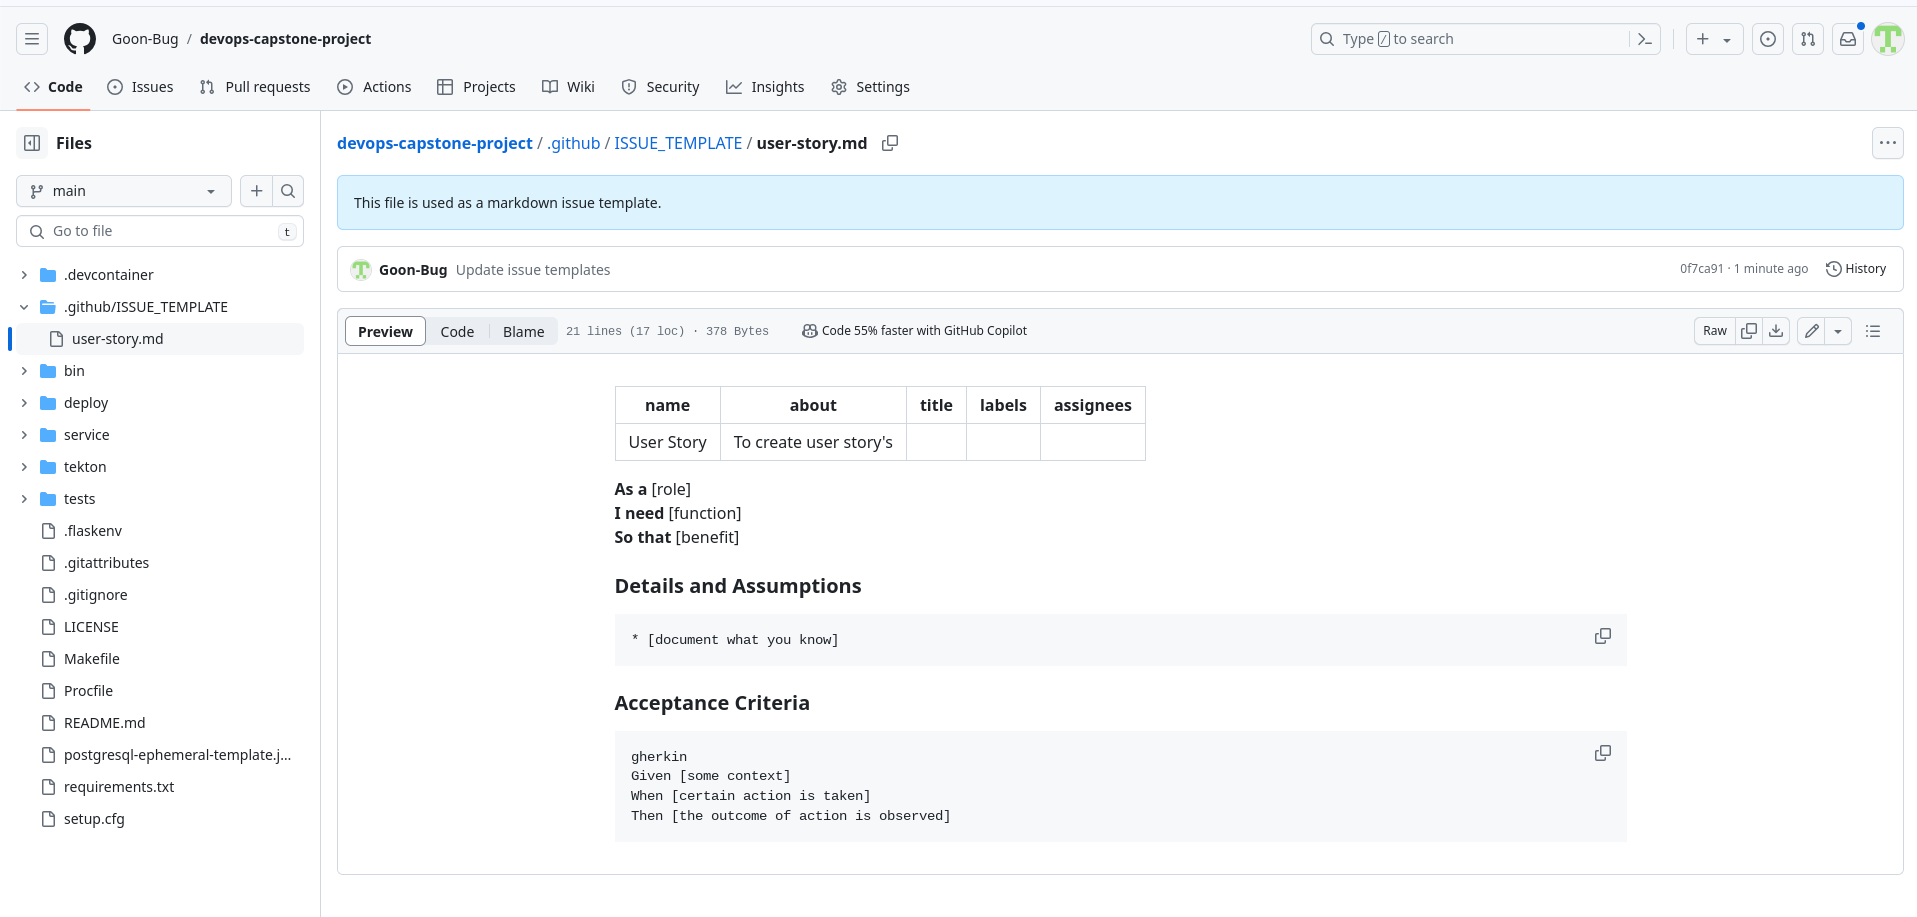 Goon-Bug / devops-capstone-project
Type / to search
Code Issues Pull requests Actions Projects Wiki Security Insights Settings
Files
main
Go to file t
.devcontainer
.github/ISSUE_TEMPLATE
user-story.md
bin
deploy
service
tekton
tests
.flaskenv
.gitattributes
.gitignore
LICENSE
Makefile
Procfile
README.md
postgresql-ephemeral-template.j...
requirements.txt
setup.cfg
devops-capstone-project / .github / ISSUE_TEMPLATE / user-story.md
This file is used as a markdown issue template.
Goon-Bug Update issue templates 0f7ca91 · 1 minute ago History
Preview Code Blame 21 lines (17 loc) · 378 Bytes Code 55% faster with GitHub Copilot Raw
name about title labels assignees
User Story To create user story's
As a [role]
I need [function]
So that [benefit]
Details and Assumptions
* [document what you know]
Acceptance Criteria
gherkin
Given [some context]
When [certain action is taken]
Then [the outcome of action is observed]